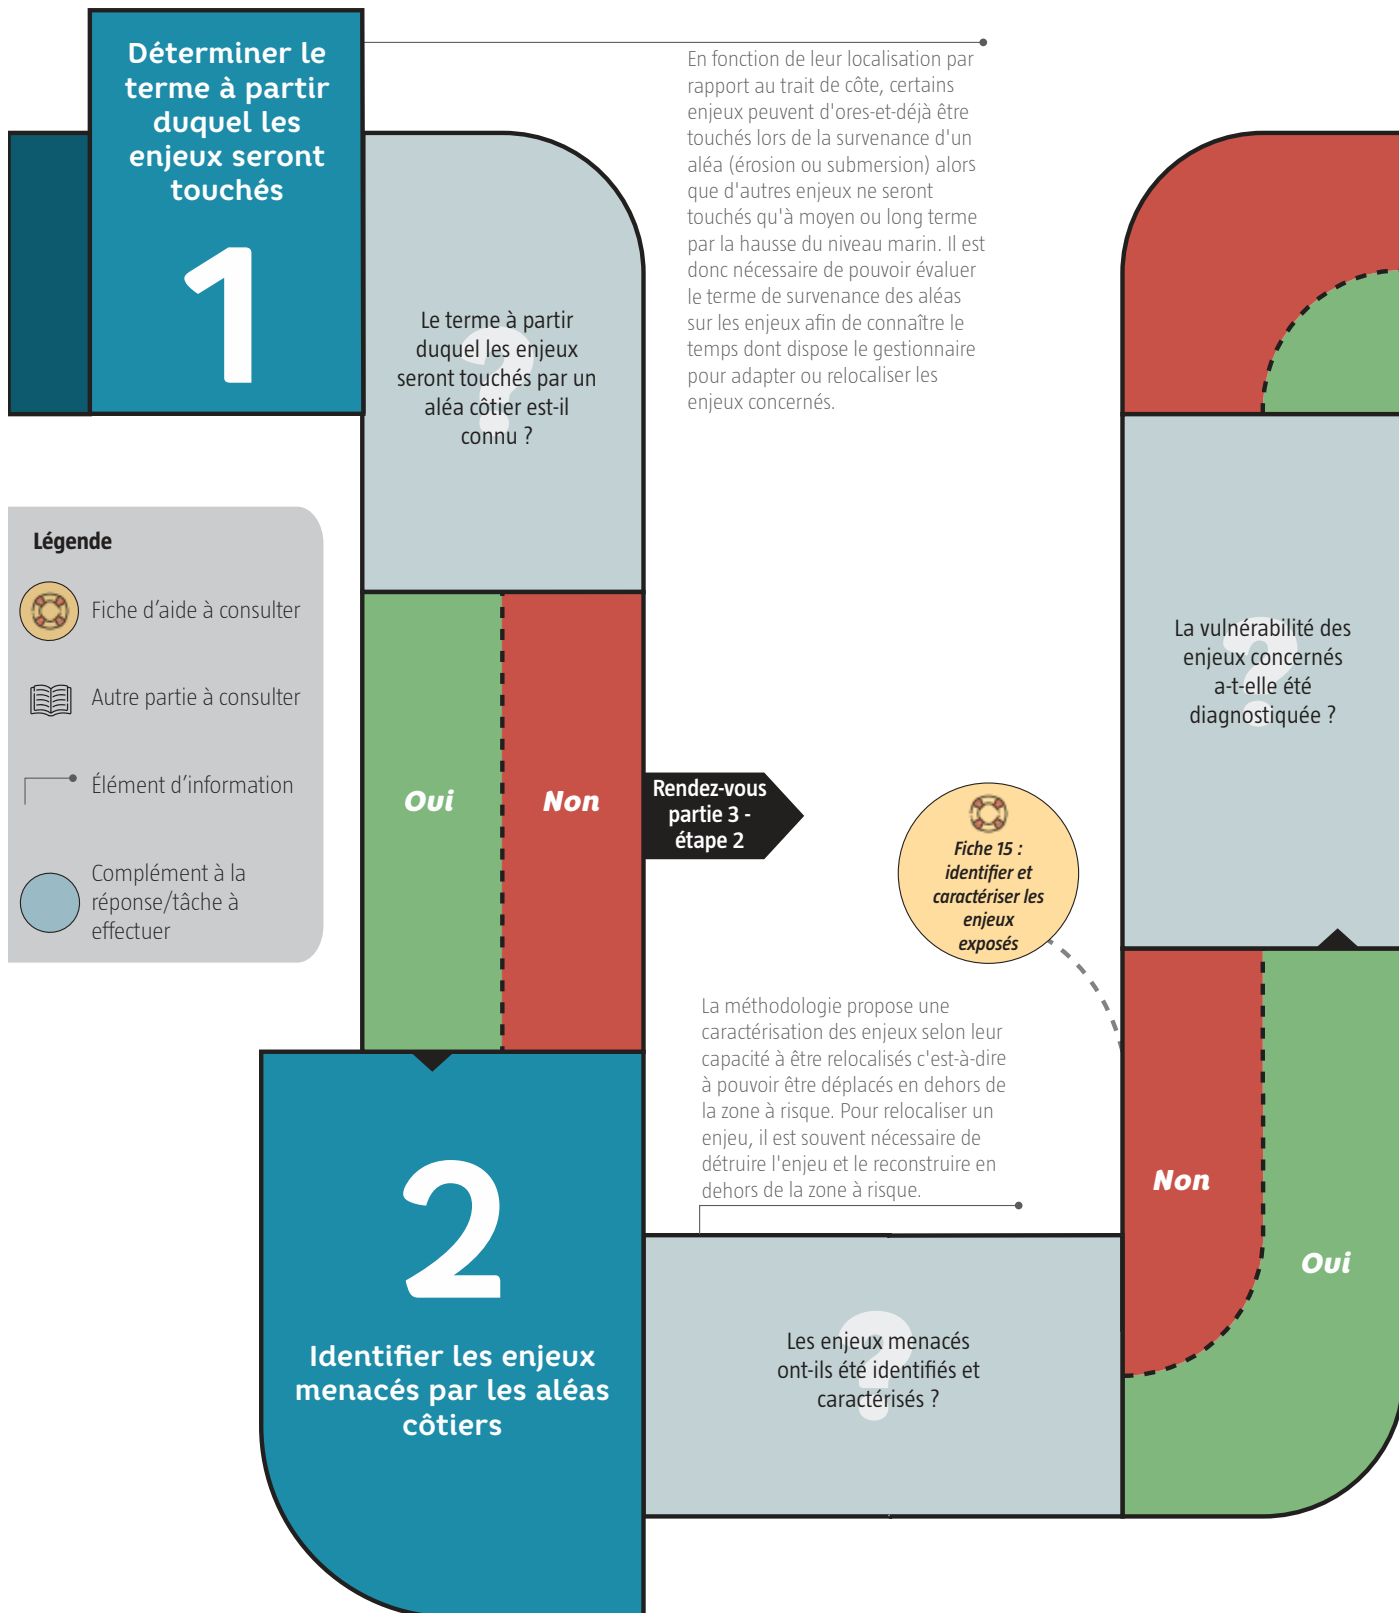 Déterminer le
terme à partir
duquel les
enjeux seront
touchés
1
En fonction de leur localisation par
rapport au trait de côte, certains
enjeux peuvent d'ores-et-déjà être
touchés lors de la survenance d'un
aléa (érosion ou submersion) alors
que d'autres enjeux ne seront
touchés qu'à moyen ou long terme
par la hausse du niveau marin. Il est
donc nécessaire de pouvoir évaluer
le terme de survenance des aléas
sur les enjeux afin de connaître le
temps dont dispose le gestionnaire
pour adapter ou relocaliser les
enjeux concernés.
?
Le terme à partir
duquel les enjeux
seront touchés par un
aléa côtier est-il
connu ?
Légende
Fiche d’aide à consulter
Autre partie à consulter
Élément d’information
Complément à la
réponse/tâche à
effectuer
Oui
Non
Rendez-vous
partie 3 -
étape 2
2
Identifier les enjeux
menacés par les aléas
côtiers
La méthodologie propose une
caractérisation des enjeux selon leur
capacité à être relocalisés c'est-à-dire
à pouvoir être déplacés en dehors de
la zone à risque. Pour relocaliser un
enjeu, il est souvent nécessaire de
détruire l'enjeu et le reconstruire en
dehors de la zone à risque.
?
Les enjeux menacés
ont-ils été identifiés et
caractérisés ?
Fiche 15 :
identifier et
caractériser les
enjeux
exposés
Non
Oui
?
La vulnérabilité des
enjeux concernés
a-t-elle été
diagnostiquée ?